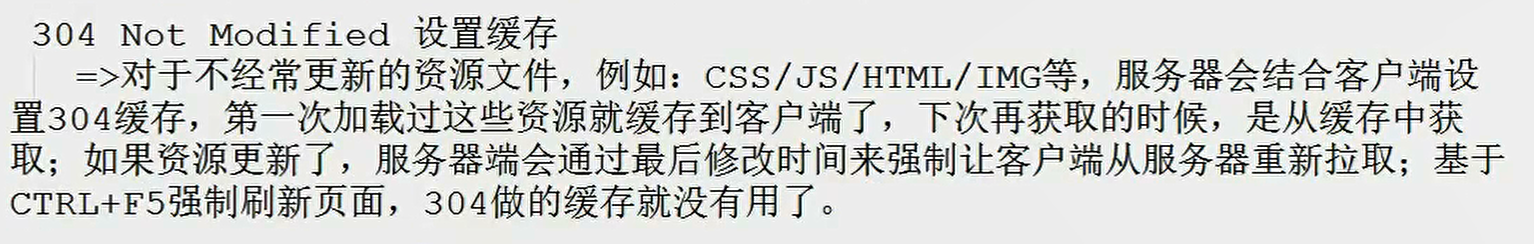 304 Not Modified 设置缓存
=>对于不经常更新的资源文件，例如：CSS/JS/HTML/IMG等，服务器会结合客户端设
置304缓存，第一次加载过这些资源就缓存到客户端了，下次再获取的时候，是从缓存中获
取；如果资源更新了，服务器端会通过最后修改时间来强制让客户端从服务器重新拉取；基于
CTRL+F5强制刷新页面，304做的缓存就没有用了。